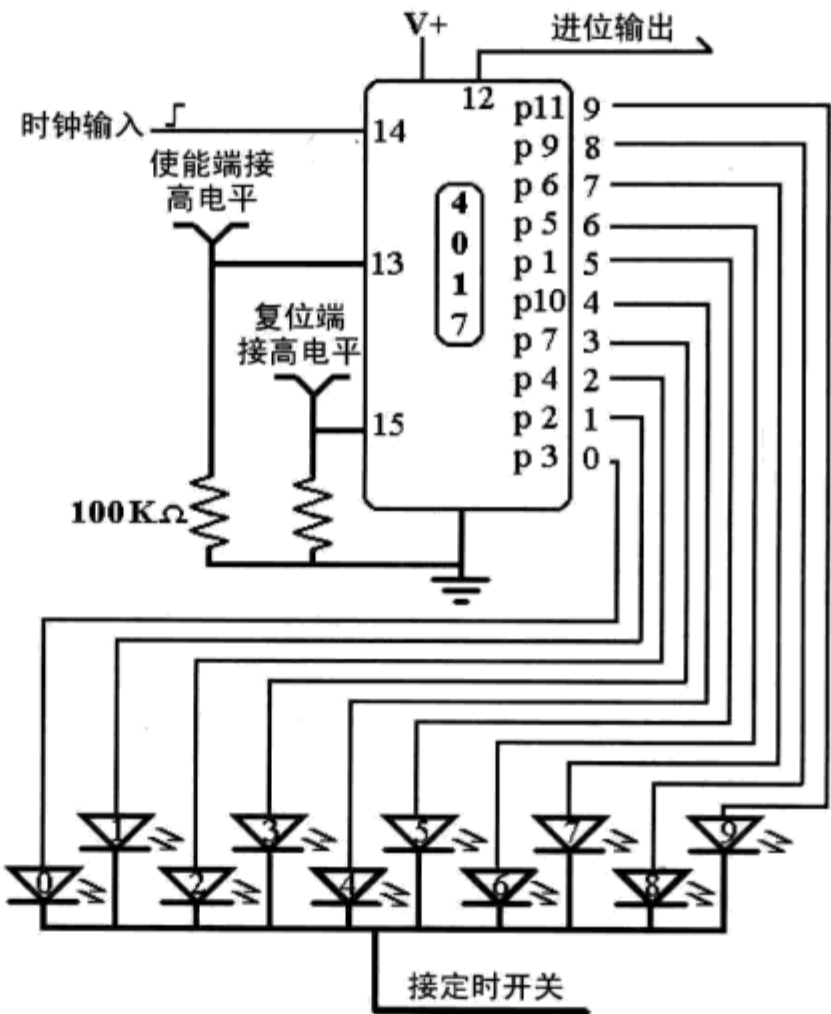 V+
进位输出
12
p11 9
时钟输入
14
p 9 8
使能端接
高电平
p 6 7
4
0
1
7
p 5 6
13
p 1 5
p10 4
复位端
接高电平
p 7 3
p 4 2
15
p 2 1
p 3 0
100KΩ
1
3
5
7
9
0
2
4
6
8
接定时开关